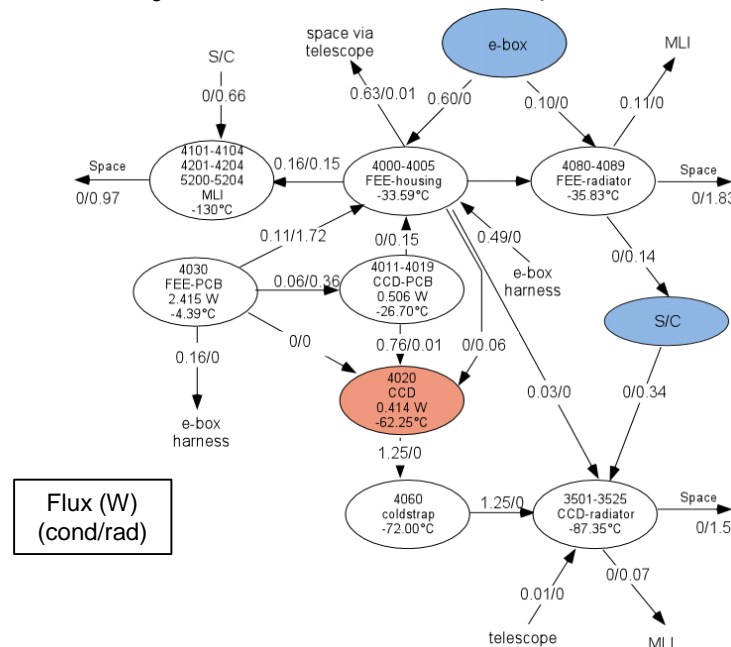 space via
telescope
e-box
MLI
S/C
0/0.66
0.63/0.01
0.60/0
0.10/0
0.11/0
4101-4104
4201-4204
5200-5204
MLI
-130°C
Space
0/0.97
0.16/0.15
4000-4005
FEE-housing
-33.59°C
4080-4089
FEE-radiator
-35.83°C
Space
0/1.83
0.11/1.72
0/0.15
0.49/0
e-box
harness
0/0.14
4030
FEE-PCB
2.415 W
-4.39°C
0.06/0.36
4011-4019
CCD-PCB
0.506 W
-26.70°C
S/C
0.16/0
e-box
harness
0/0
0.76/0.01
0/0.06
0.03/0
0/0.34
4020
CCD
0.414 W
-62.25°C
1.25/0
Flux (W)
(cond/rad)
4060
coldstrap
-72.00°C
1.25/0
3501-3525
CCD-radiator
-87.35°C
Space
0/1.5
0.01/0
0/0.07
telescope
MLI